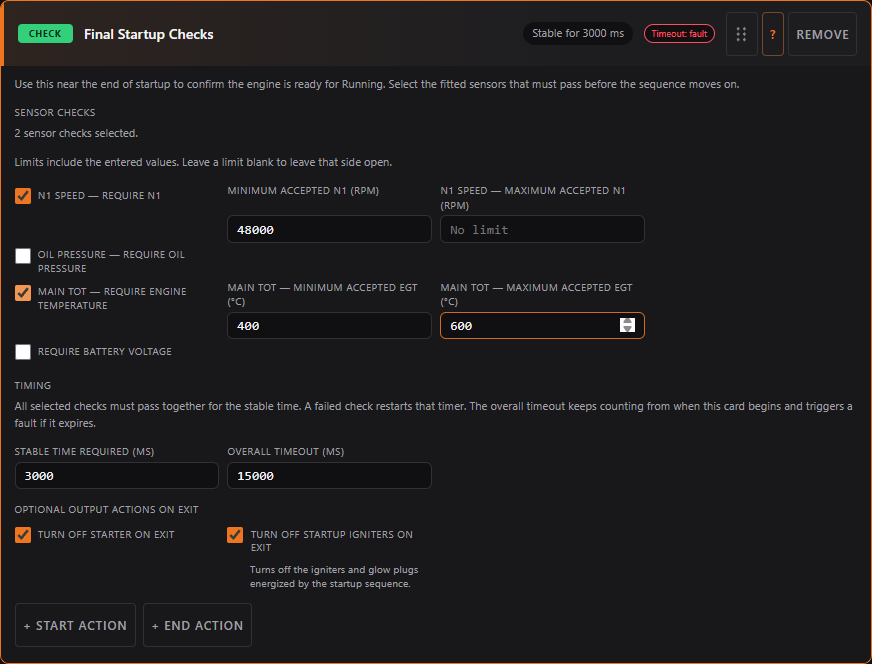 CHECK
Final Startup Checks
Stable for 3000 ms
Timeout: fault
?
REMOVE
Use this near the end of startup to confirm the engine is ready for Running. Select the fitted sensors that must pass before the sequence moves on.
SENSOR CHECKS
2 sensor checks selected.
Limits include the entered values. Leave a limit blank to leave that side open.
N1 SPEED — REQUIRE N1
MINIMUM ACCEPTED N1 (RPM)
48000
N1 SPEED — MAXIMUM ACCEPTED N1
(RPM)
No limit
OIL PRESSURE — REQUIRE OIL
PRESSURE
MAIN TOT — REQUIRE ENGINE
TEMPERATURE
MAIN TOT — MINIMUM ACCEPTED EGT
(°C)
400
MAIN TOT — MAXIMUM ACCEPTED EGT
(°C)
600
REQUIRE BATTERY VOLTAGE
TIMING
All selected checks must pass together for the stable time. A failed check restarts that timer. The overall timeout keeps counting from when this card begins and triggers a
fault if it expires.
STABLE TIME REQUIRED (MS)
3000
OVERALL TIMEOUT (MS)
15000
OPTIONAL OUTPUT ACTIONS ON EXIT
TURN OFF STARTER ON EXIT
TURN OFF STARTUP IGNITERS ON
EXIT
Turns off the igniters and glow plugs
energized by the startup sequence.
+ START ACTION
+ END ACTION